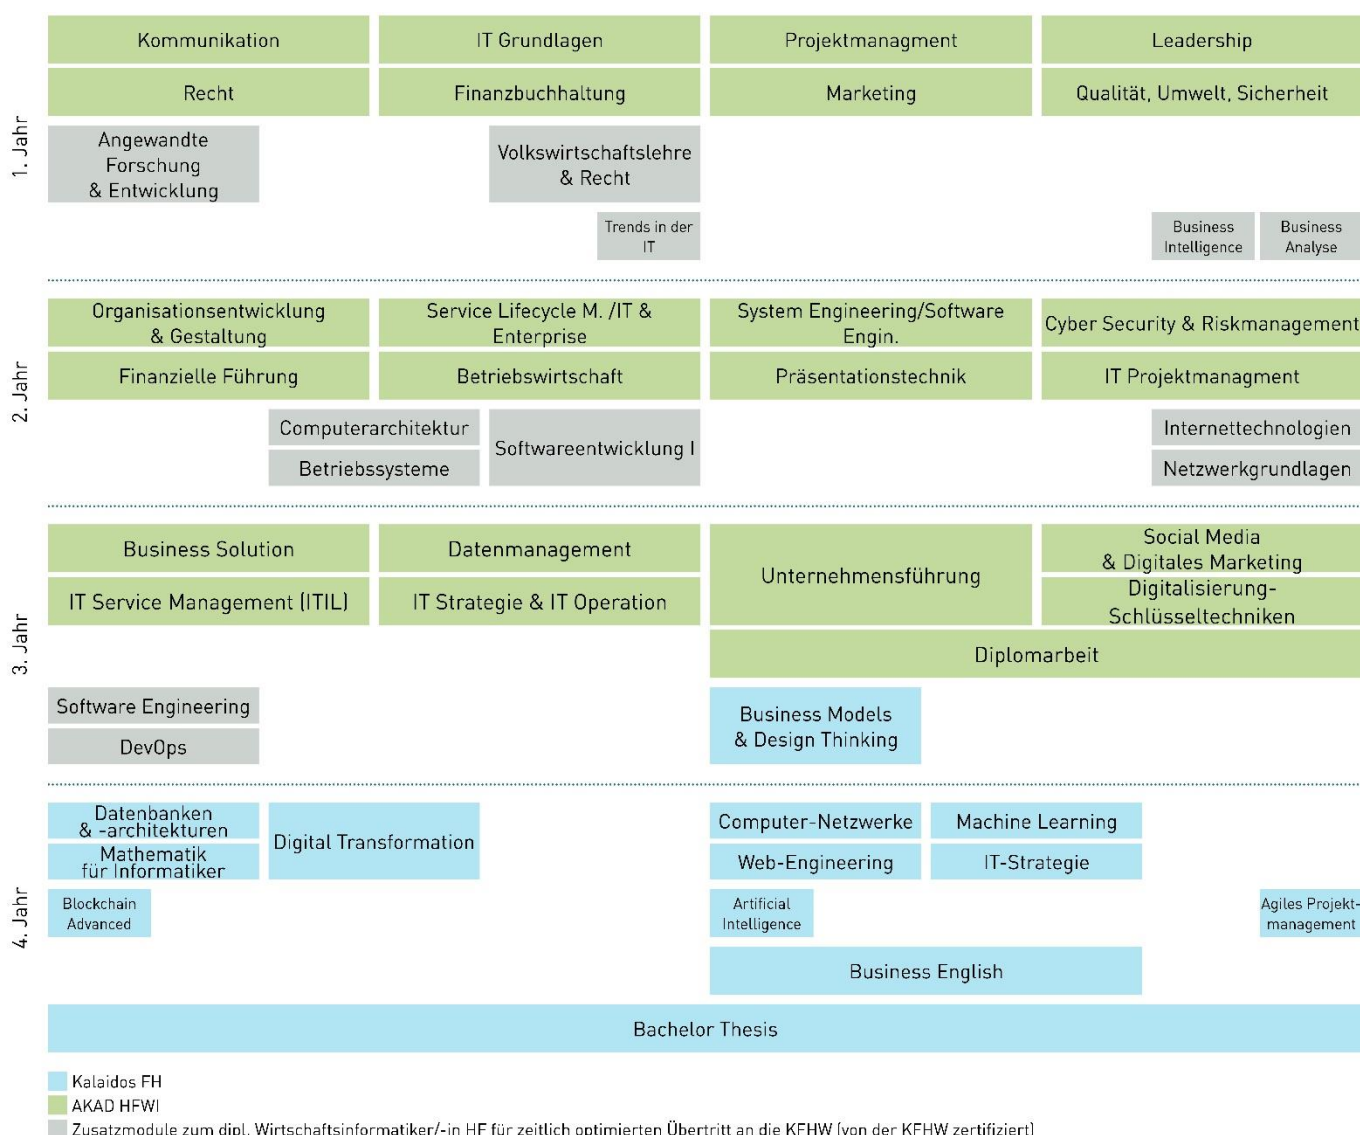 1. Jahr
Kommunikation
IT Grundlagen
Projektmanagment
Leadership
Recht
Finanzbuchhaltung
Marketing
Qualität, Umwelt, Sicherheit
Angewandte
Forschung
& Entwicklung
Volkswirtschaftslehre
& Recht
Trends in der
IT
Business
Intelligence
Business
Analyse
2. Jahr
Organisationsentwicklung
& Gestaltung
Service Lifecycle M. /IT &
Enterprise
System Engineering/Software
Engin.
Cyber Security & Riskmanagement
Finanzielle Führung
Betriebswirtschaft
Präsentationstechnik
IT Projektmanagment
Computerarchitektur
Betriebssysteme
Softwareentwicklung I
Internettechnologien
Netzwerkgrundlagen
3. Jahr
Business Solution
Datenmanagement
Unternehmensführung
Social Media
& Digitales Marketing
IT Service Management (ITIL)
IT Strategie & IT Operation
Digitalisierung-
Schlüsseltechniken
Diplomarbeit
Software Engineering
DevOps
Business Models
& Design Thinking
4. Jahr
Datenbanken
& -architekturen
Mathematik
für Informatiker
Digital Transformation
Computer-Netzwerke
Machine Learning
Web-Engineering
IT-Strategie
Blockchain
Advanced
Artificial
Intelligence
Agiles Projekt-
management
Business English
Bachelor Thesis
Kalaidos FH
AKAD HFWI
Zusatzmodule zum dipl. Wirtschaftsinformatiker/-in HF für zeitlich optimierten Übertritt an die KFHW (von der KFHW zertifiziert)